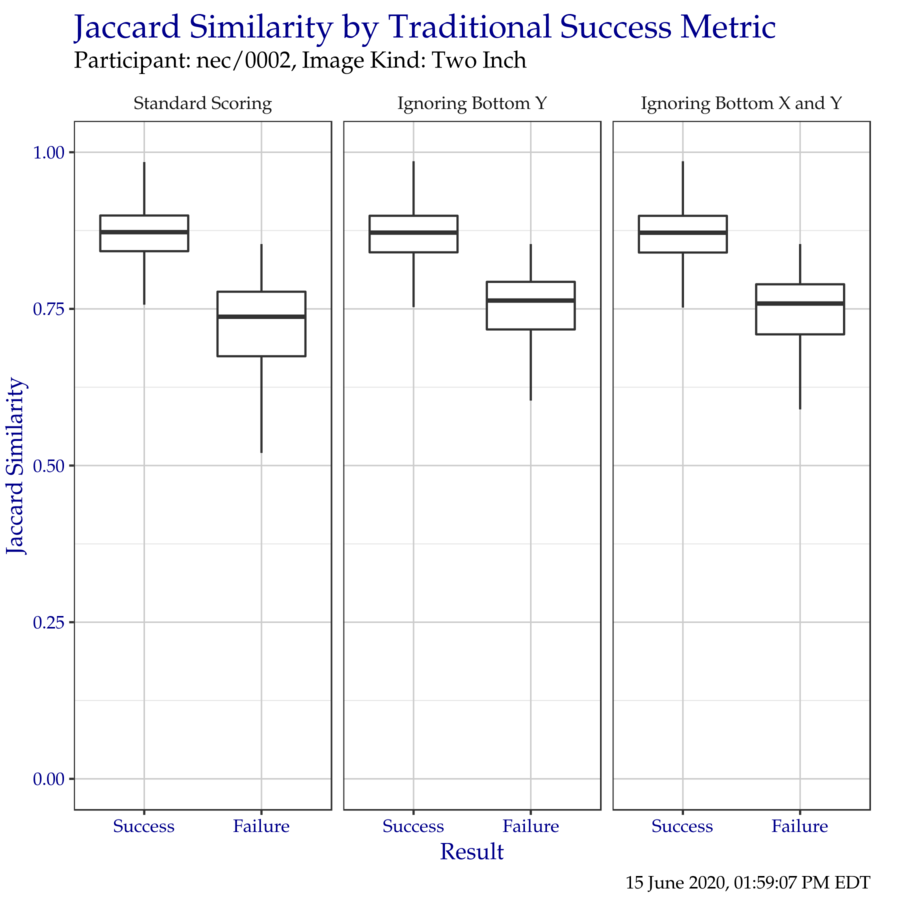 Jaccard Similarity by Traditional Success Metric
Participant: nec/0002, Image Kind: Two Inch
Standard Scoring
Ignoring Bottom Y
Ignoring Bottom X and Y
Jaccard Similarity
1.00
0.75
0.50
0.25
0.00
Success Failure
Success Failure
Success Failure
Result
15 June 2020, 01:59:07 PM EDT